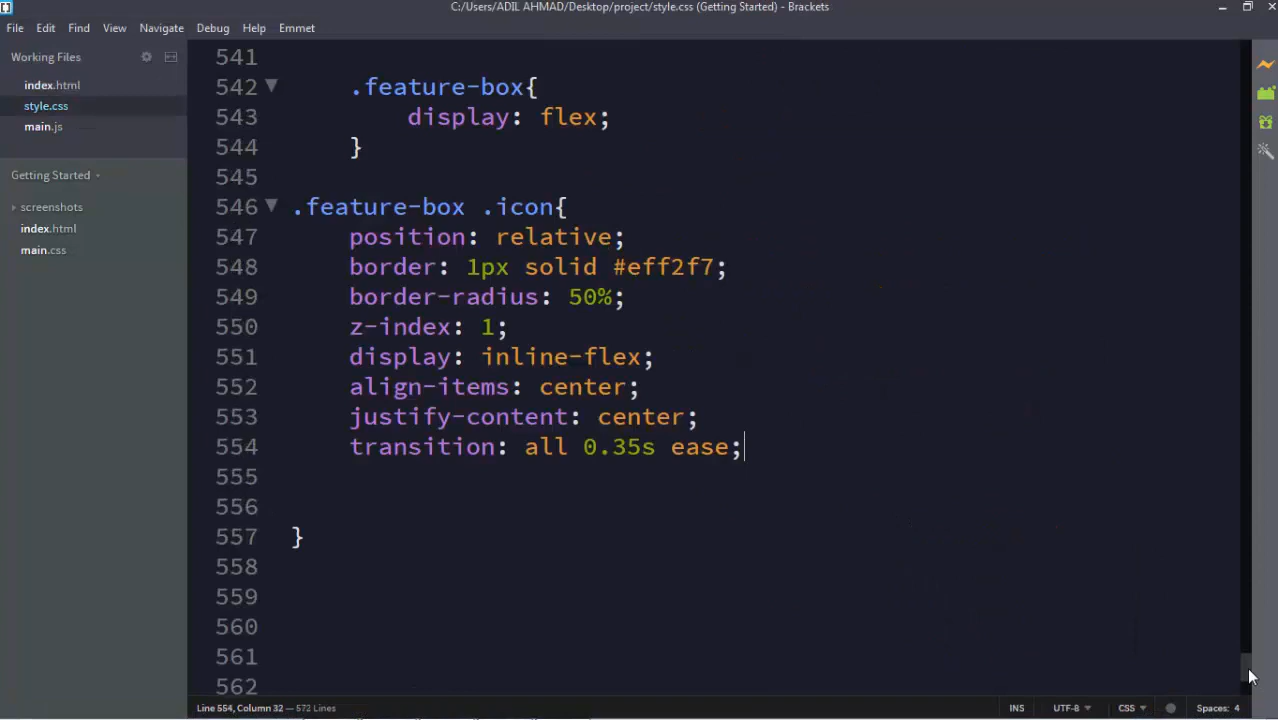 C:/Users/ADIL AHMAD/Desktop/project/style.css (Getting Started) - Brackets
File Edit Find View Navigate Debug Help Emmet
Working Files
index.html
style.css
main.js
Getting Started
screenshots
index.html
main.css
541
542 .feature-box{
543 display: flex;
544 }
545
546 .feature-box .icon{
547 position: relative;
548 border: 1px solid #eff2f7;
549 border-radius: 50%;
550 z-index: 1;
551 display: inline-flex;
552 align-items: center;
553 justify-content: center;
554 transition: all 0.35s ease;
555
556
557 }
558
559
560
561
562
Line 554, Column 32 — 572 Lines INS UTF-8 CSS Spaces: 4